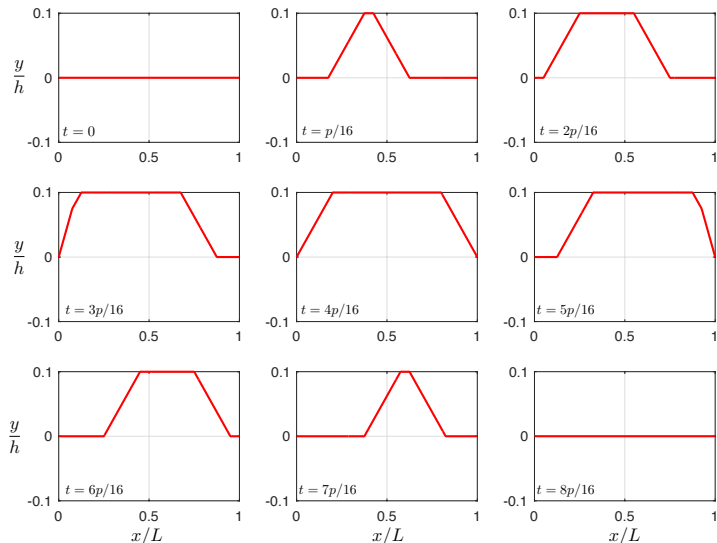 0.1 0.1 0.1
y/h 0 0 0
t = 0 t = p/16 t = 2p/16
-0.1 -0.1 -0.1
0 0.5 1 0 0.5 1 0 0.5 1
0.1 0.1 0.1
y/h 0 0 0
t = 3p/16 t = 4p/16 t = 5p/16
-0.1 -0.1 -0.1
0 0.5 1 0 0.5 1 0 0.5 1
0.1 0.1 0.1
y/h 0 0 0
t = 6p/16 t = 7p/16 t = 8p/16
-0.1 -0.1 -0.1
0 0.5 1 0 0.5 1 0 0.5 1
x/L x/L x/L